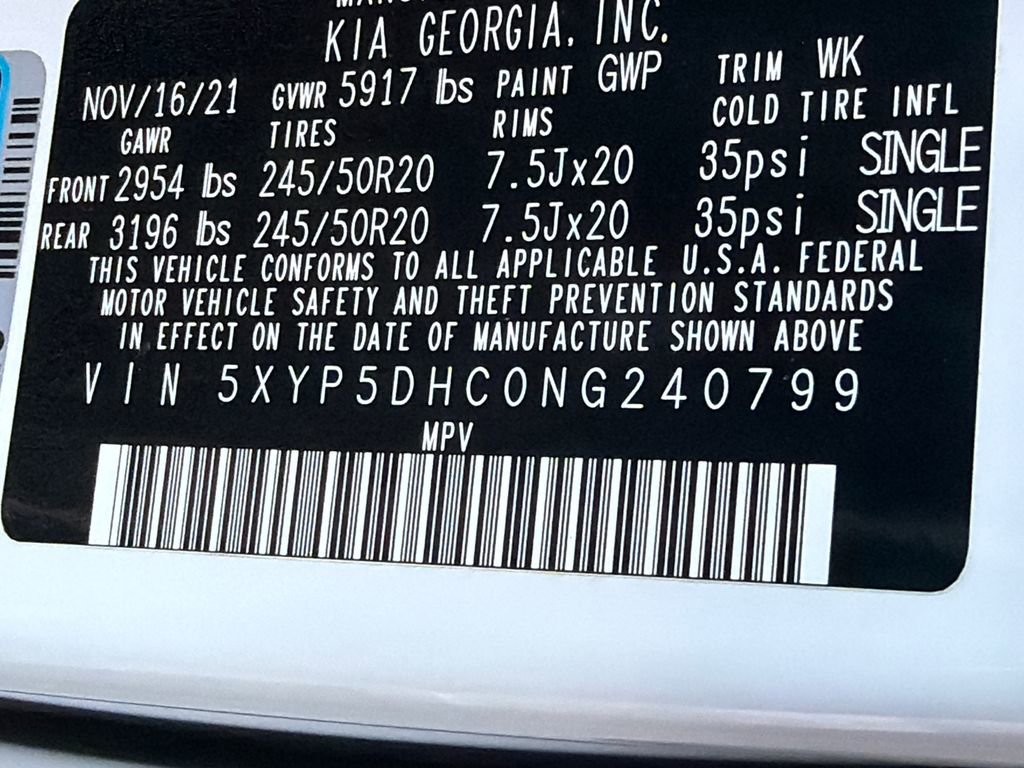 KIA GEORGIA, INC.
NOV/16/21 GVWR 5917 lbs PAINT GWP TRIM WK
GAWR TIRES RIMS COLD TIRE INFL
FRONT 2954 lbs 245/50R20 7.5Jx20 35psi SINGLE
REAR 3196 lbs 245/50R20 7.5Jx20 35psi SINGLE
THIS VEHICLE CONFORMS TO ALL APPLICABLE U.S.A. FEDERAL
MOTOR VEHICLE SAFETY AND THEFT PREVENTION STANDARDS
IN EFFECT ON THE DATE OF MANUFACTURE SHOWN ABOVE
VIN 5XYP5DHC0NG240799
MPV